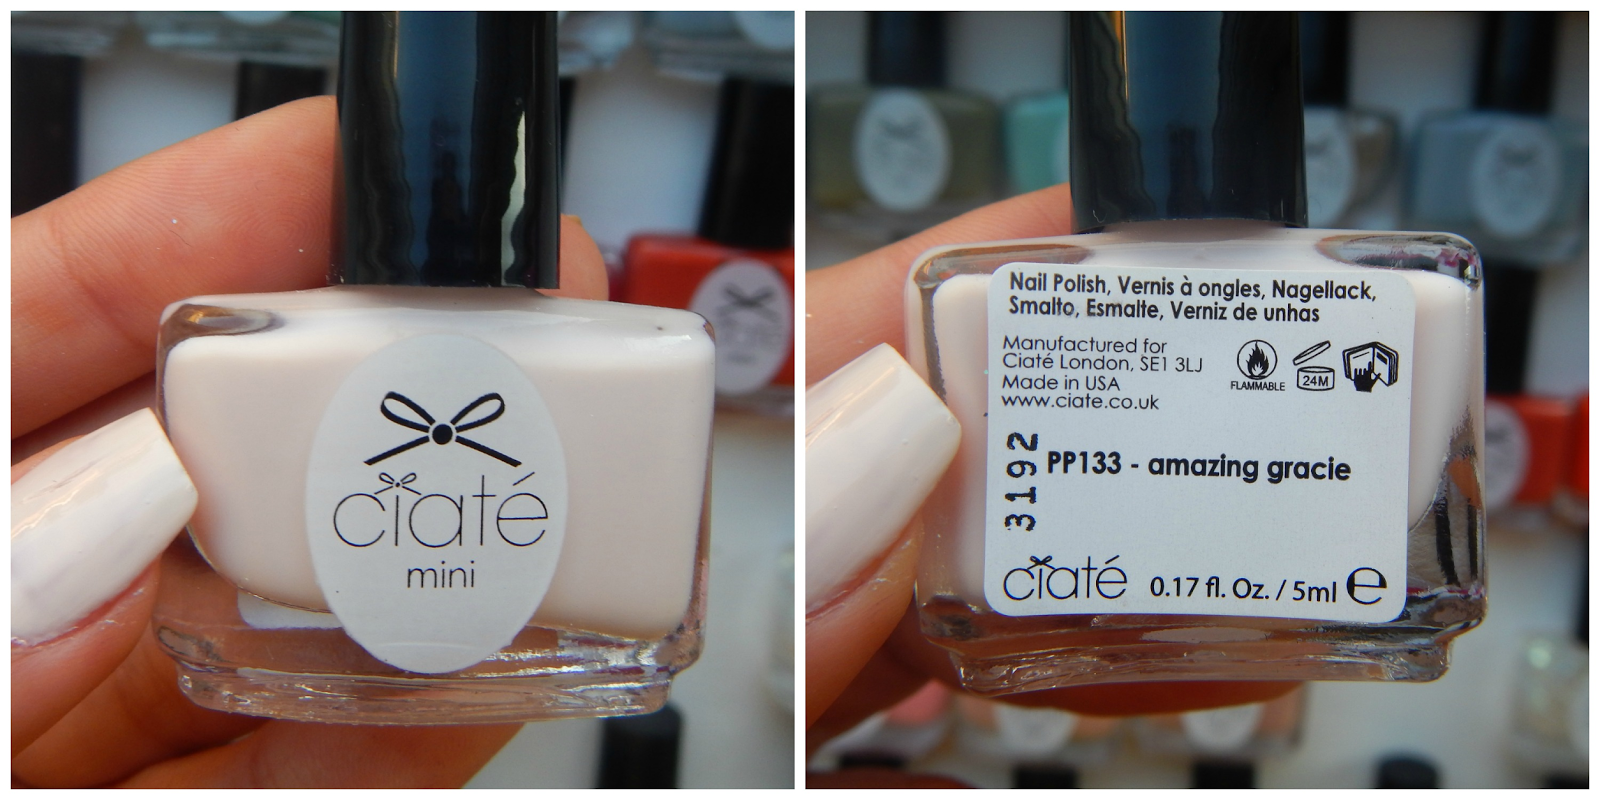 ciaté
mini
Nail Polish, Vernis à ongles, Nagellack,
Smalto, Esmalte, Verniz de unhas
Manufactured for
Ciaté London, SE1 3LJ
Made in USA
www.ciate.co.uk
FLAMMABLE
24M
3192
PP133 - amazing gracie
ciaté
0.17 fl. Oz. / 5ml e